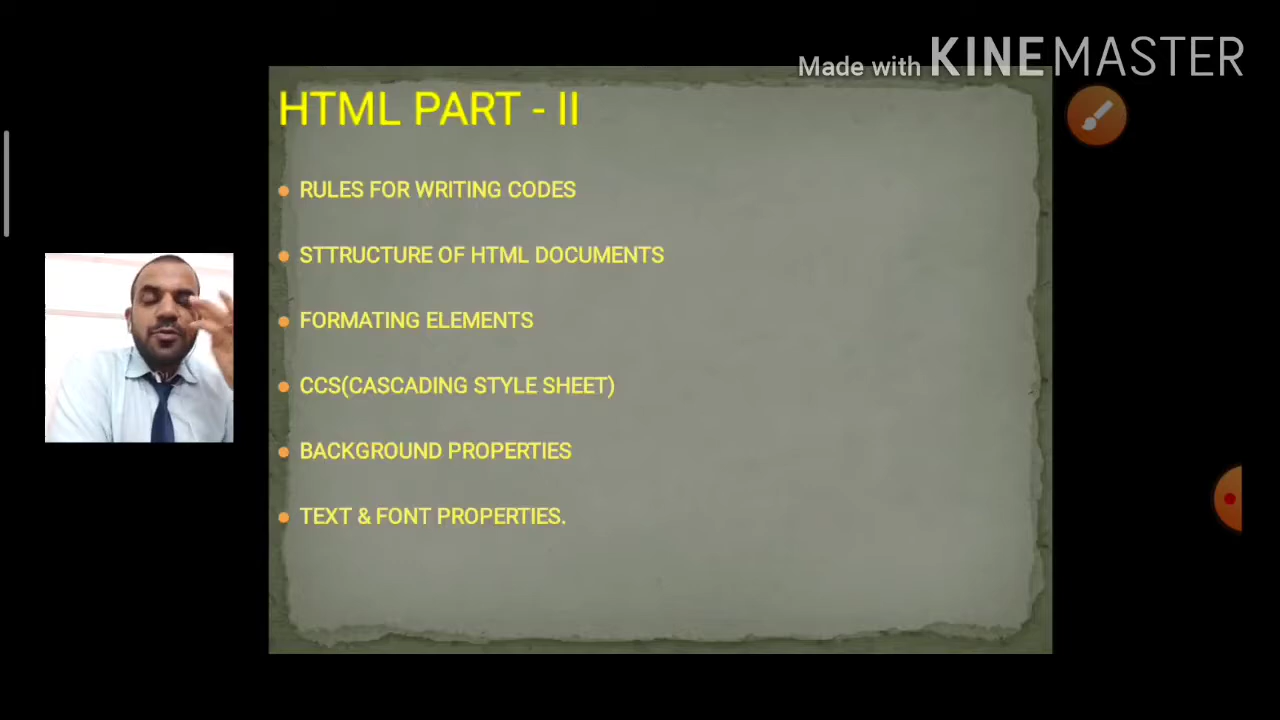 Made with KINEMASTER
HTML PART - II
RULES FOR WRITING CODES
STTRUCTURE OF HTML DOCUMENTS
FORMATING ELEMENTS
CCS(CASCADING STYLE SHEET)
BACKGROUND PROPERTIES
TEXT & FONT PROPERTIES.